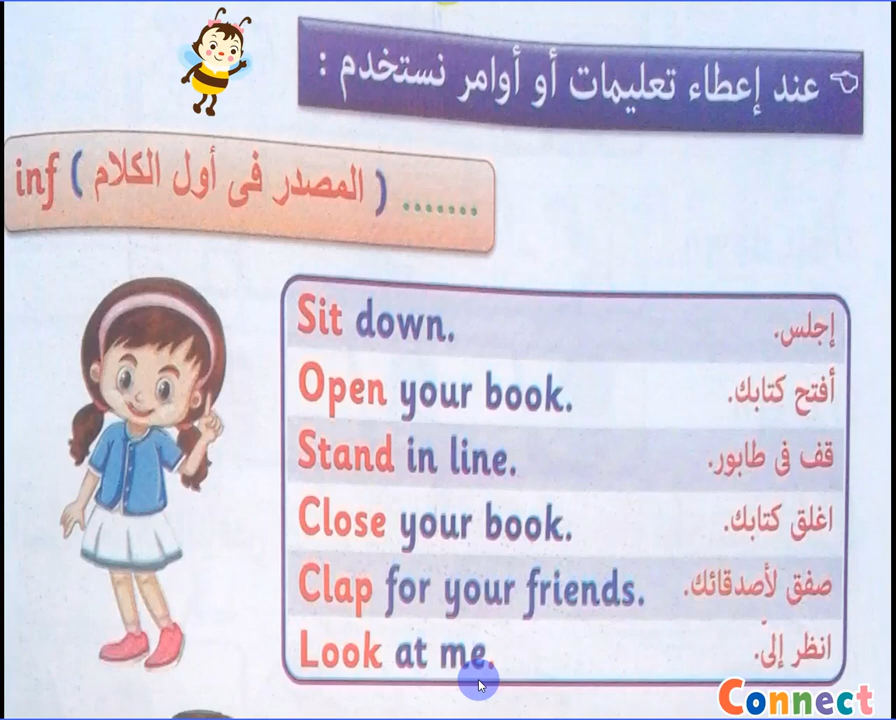 عند إعطاء تعليمات أو أوامر نستخدم :
inf ( المصدر فى أول الكلام ) .......
Sit down. إجلس.
Open your book. أفتح كتابك.
Stand in line. قف فى طابور.
Close your book. اغلق كتابك.
Clap for your friends. صفق لأصدقائك.
Look at me. انظر إلىّ.
Connect